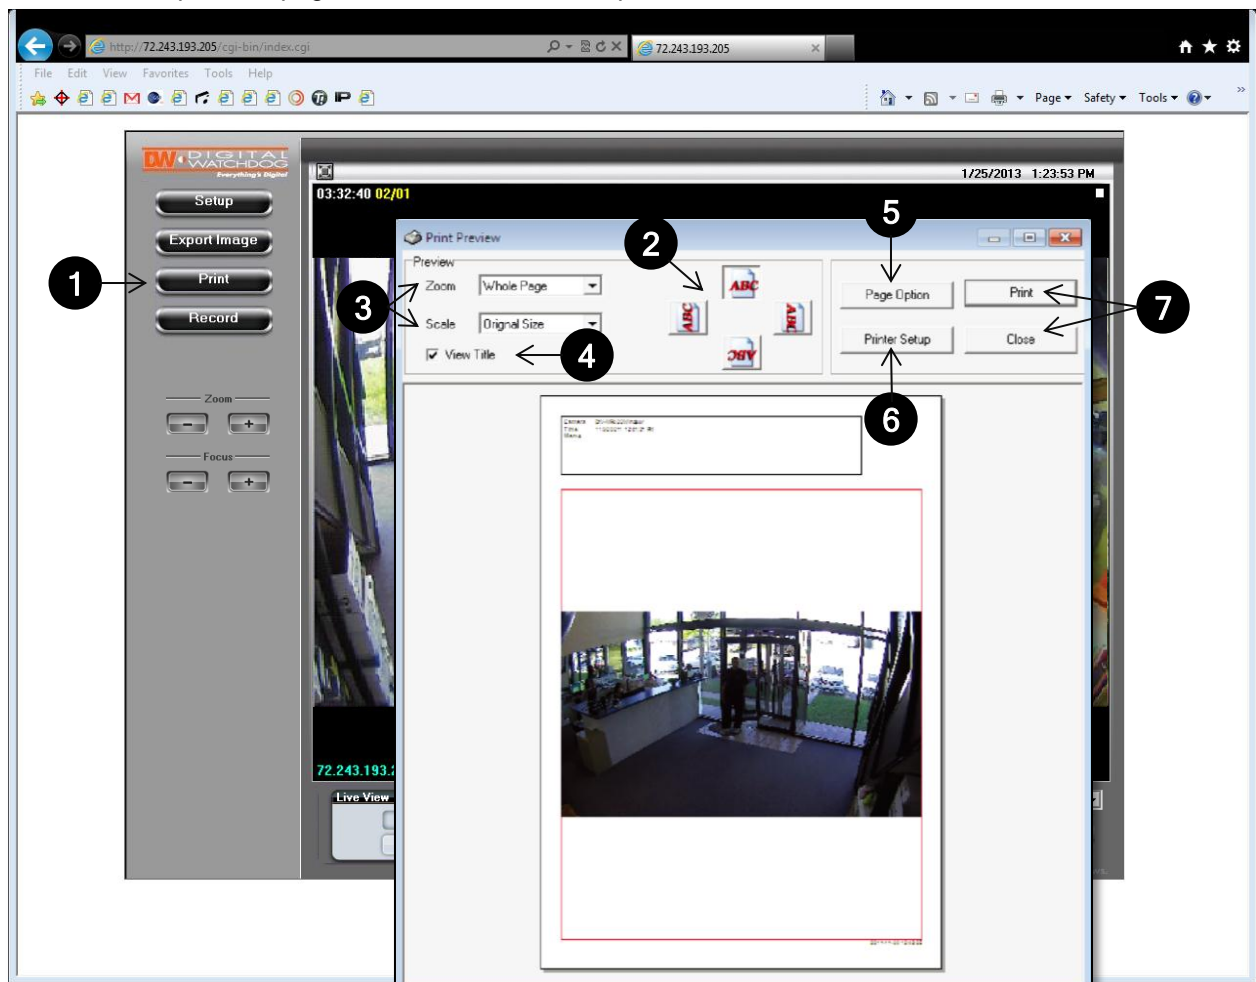 http://72.243.193.205/cgi-bin/index.cgi
72.243.193.205
File Edit View Favorites Tools Help
Page Safety Tools
DW DIGITAL
WATCHDOG
Everything's Digital
1/25/2013 1:23:53 PM
Setup
03:32:40 02/01
5
Export Image
Print Preview
2
Preview
1
Print
Zoom Whole Page
ABC
Page Option
Print
3
ABC
ABC
7
Record
Scale Orignal Size
Printer Setup
Close
View Title
4
ABC
Zoom
- +
6
Focus
- +
72.243.193.
Live View